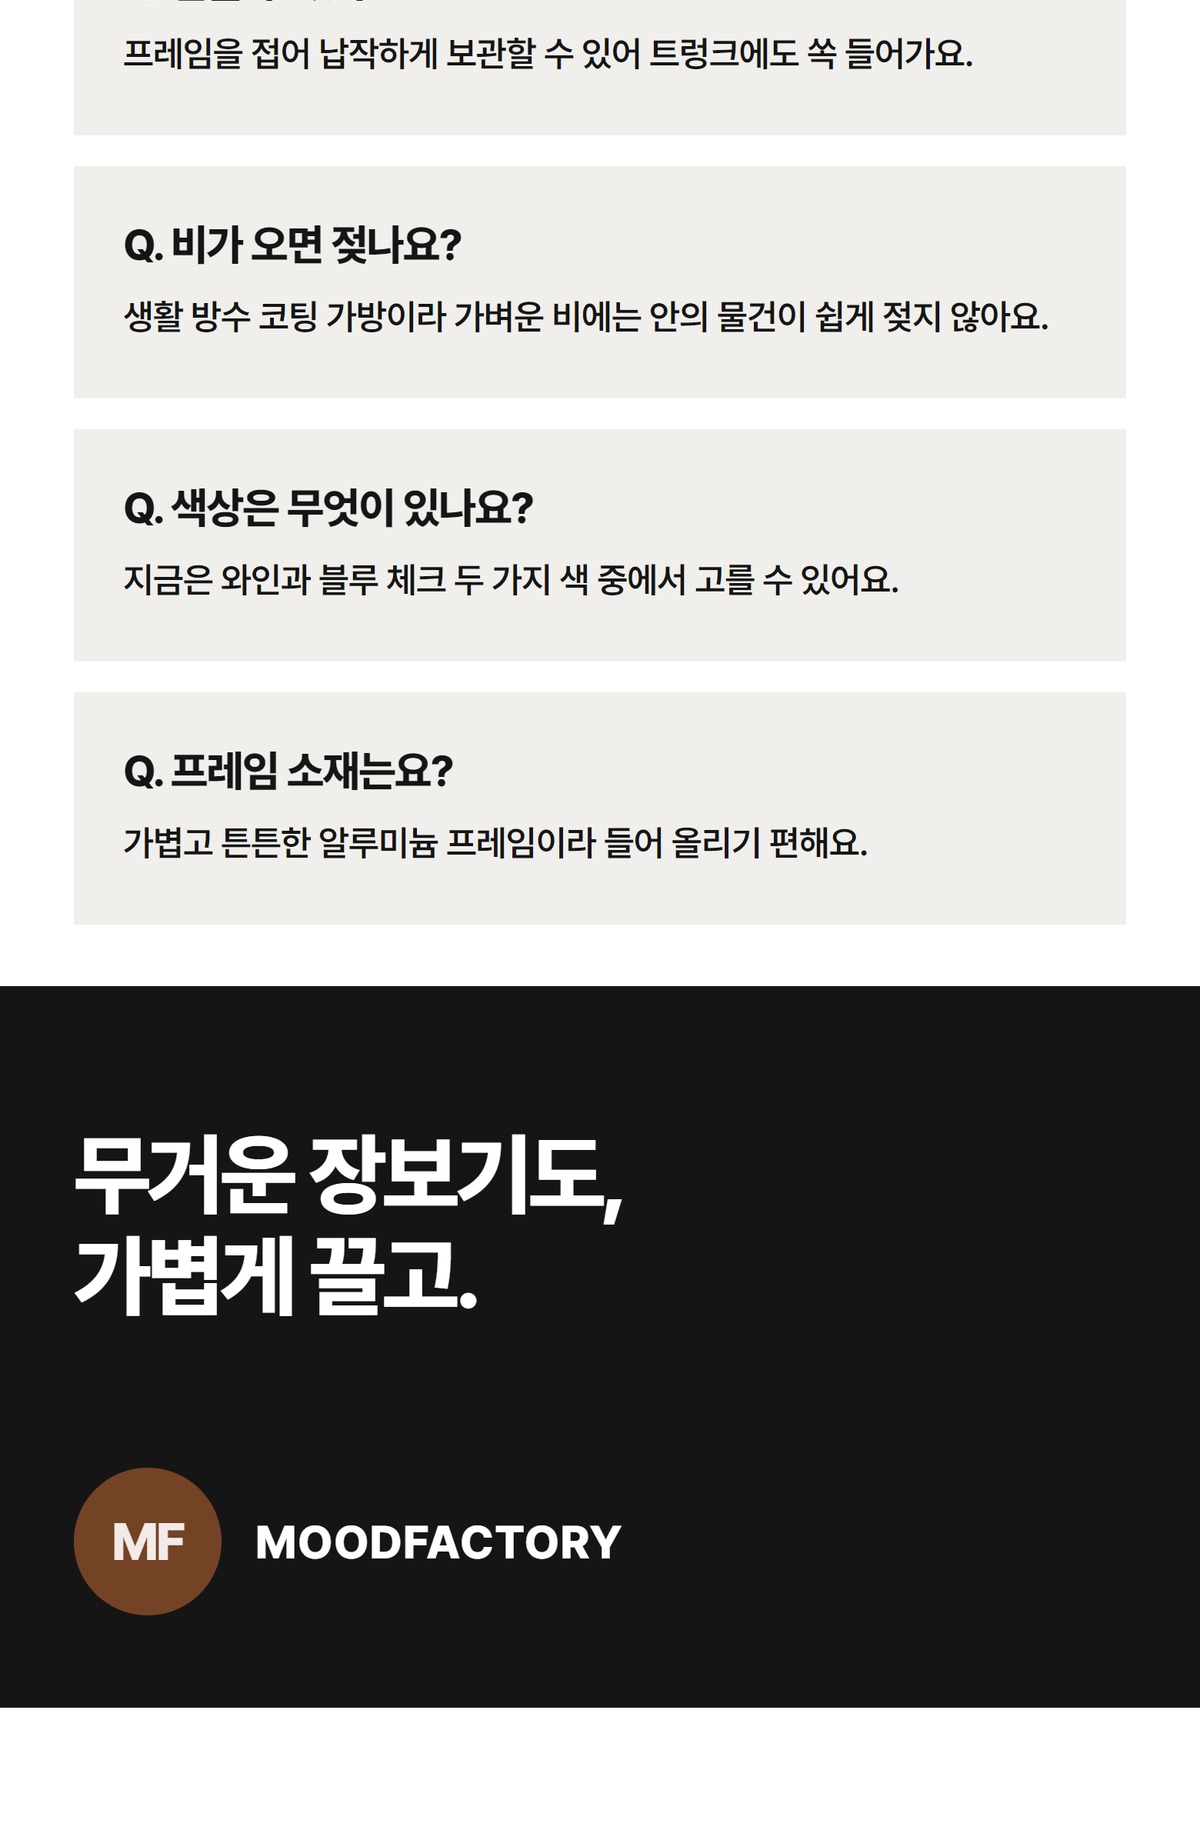 프레임을 접어 납작하게 보관할 수 있어 트렁크에도 쏙 들어가요.
Q. 비가 오면 젖나요?
생활 방수 코팅 가방이라 가벼운 비에는 안의 물건이 쉽게 젖지 않아요.
Q. 색상은 무엇이 있나요?
지금은 와인과 블루 체크 두 가지 색 중에서 고를 수 있어요.
Q. 프레임 소재는요?
가볍고 튼튼한 알루미늄 프레임이라 들어 올리기 편해요.
무거운 장보기도,
가볍게 끌고.
MF
MOODFACTORY